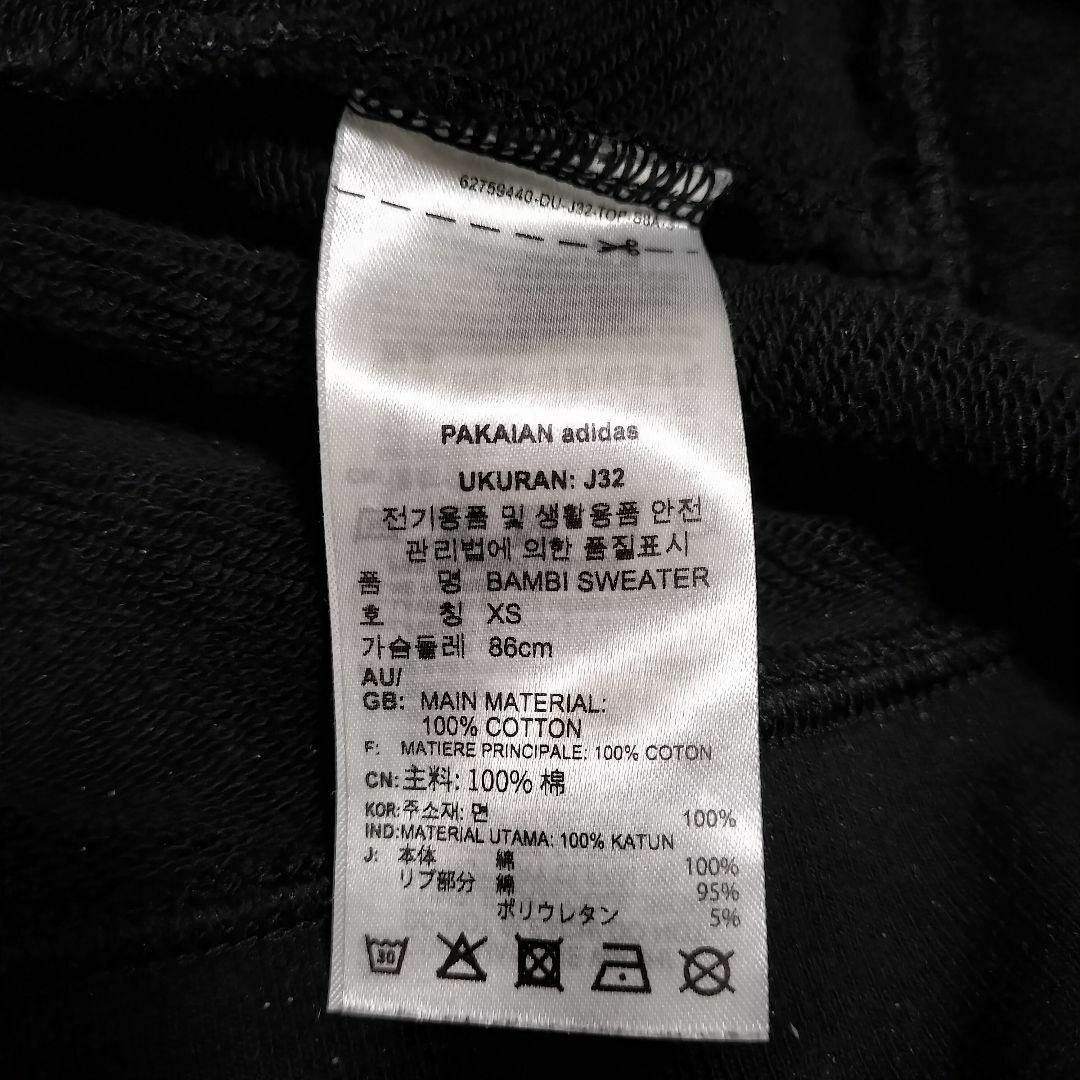 62759440-DU-J32-TOP
PAKAIAN adidas
UKURAN: J32
전기용품 및 생활용품 안전
관리법에 의한 품질표시
품 명 BAMBI SWEATER
호 칭 XS
가슴둘레 86cm
AU/
GB: MAIN MATERIAL:
100% COTTON
F: MATIERE PRINCIPALE: 100% COTON
CN: 主料: 100% 棉
KOR: 주소재: 면 100%
IND: MATERIAL UTAMA: 100% KATUN
J: 本体 綿 100%
リブ部分 綿 95%
ポリウレタン 5%
30